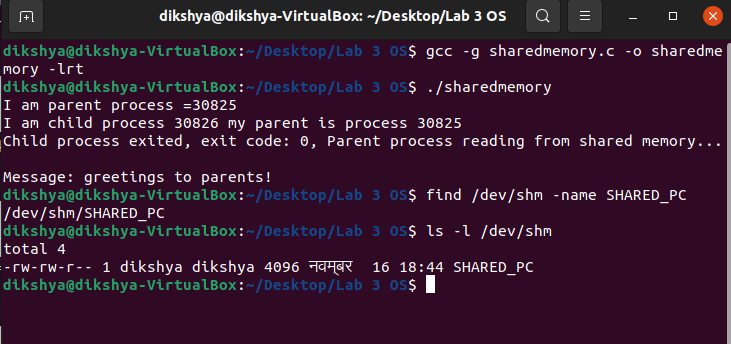 dikshya@dikshya-VirtualBox: ~/Desktop/Lab 3 OS
dikshya@dikshya-VirtualBox:~/Desktop/Lab 3 OS$ gcc -g sharedmemory.c -o sharedme
mory -lrt
dikshya@dikshya-VirtualBox:~/Desktop/Lab 3 OS$ ./sharedmemory
I am parent process =30825
I am child process 30826 my parent is process 30825
Child process exited, exit code: 0, Parent process reading from shared memory...
Message: greetings to parents!
dikshya@dikshya-VirtualBox:~/Desktop/Lab 3 OS$ find /dev/shm -name SHARED_PC
/dev/shm/SHARED_PC
dikshya@dikshya-VirtualBox:~/Desktop/Lab 3 OS$ ls -l /dev/shm
total 4
-rw-rw-r-- 1 dikshya dikshya 4096 नवम्बर  16 18:44 SHARED_PC
dikshya@dikshya-VirtualBox:~/Desktop/Lab 3 OS$